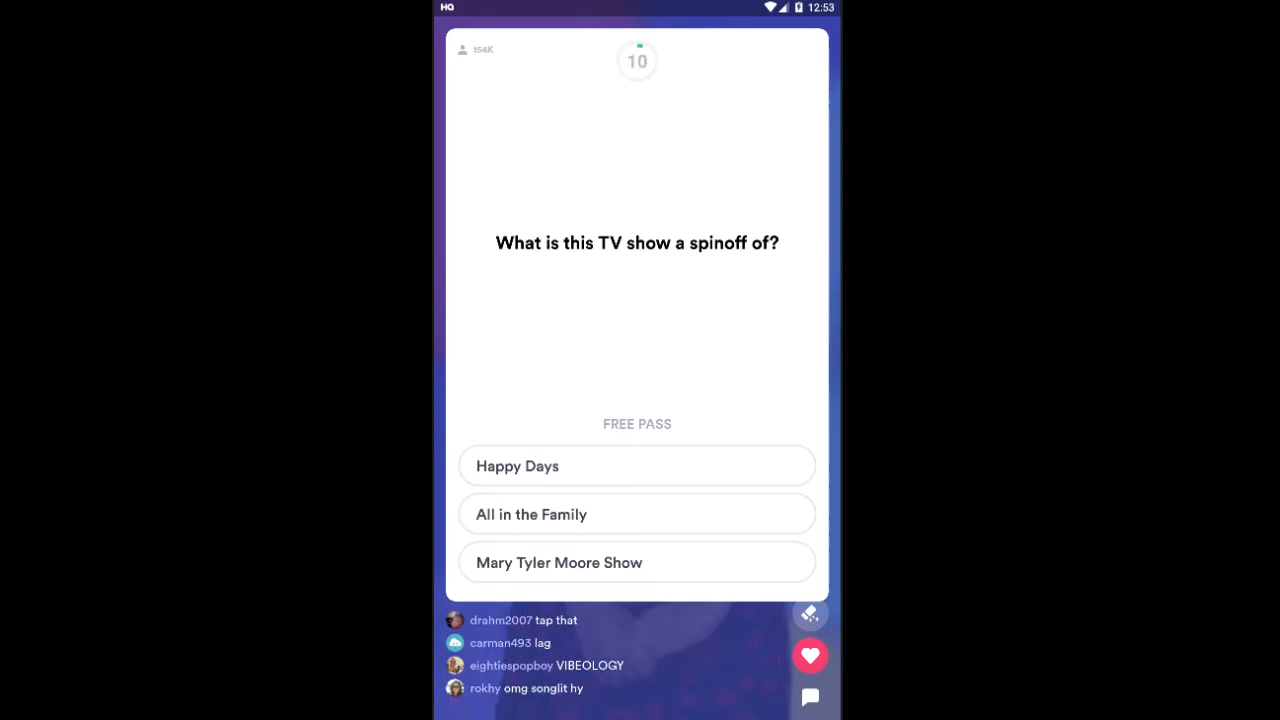 HQ
12:53
154K
10
What is this TV show a spinoff of?
FREE PASS
Happy Days
All in the Family
Mary Tyler Moore Show
drahm2007 tap that
carman493 lag
eightiespopboy VIBEOLOGY
rokhy omg songlit hy